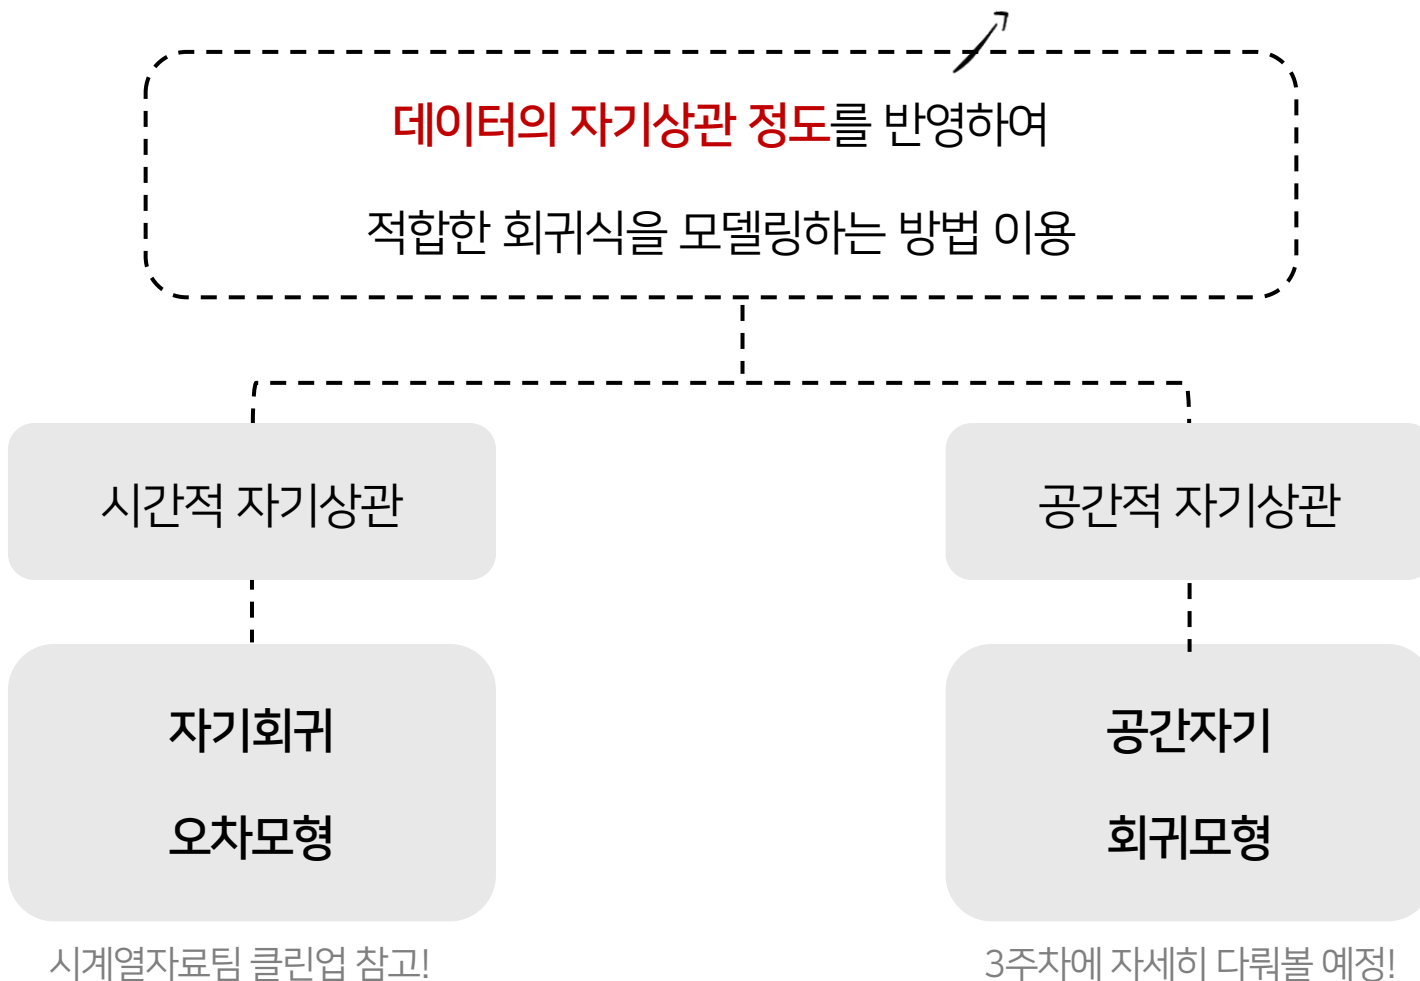 데이터의 자기상관 정도를 반영하여
적합한 회귀식을 모델링하는 방법 이용
시간적 자기상관
공간적 자기상관
자기회귀
오차모형
공간자기
회귀모형
시계열자료팀 클린업 참고!
3주차에 자세히 다뤄볼 예정!